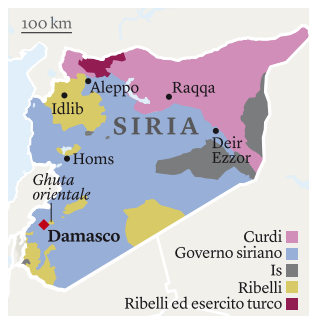 100 km
Aleppo
Raqqa
Idlib
SIRIA
Deir
Ezzor
Homs
Ghuta
orientale
Damasco
Curdi
Governo siriano
Is
Ribelli
Ribelli ed esercito turco